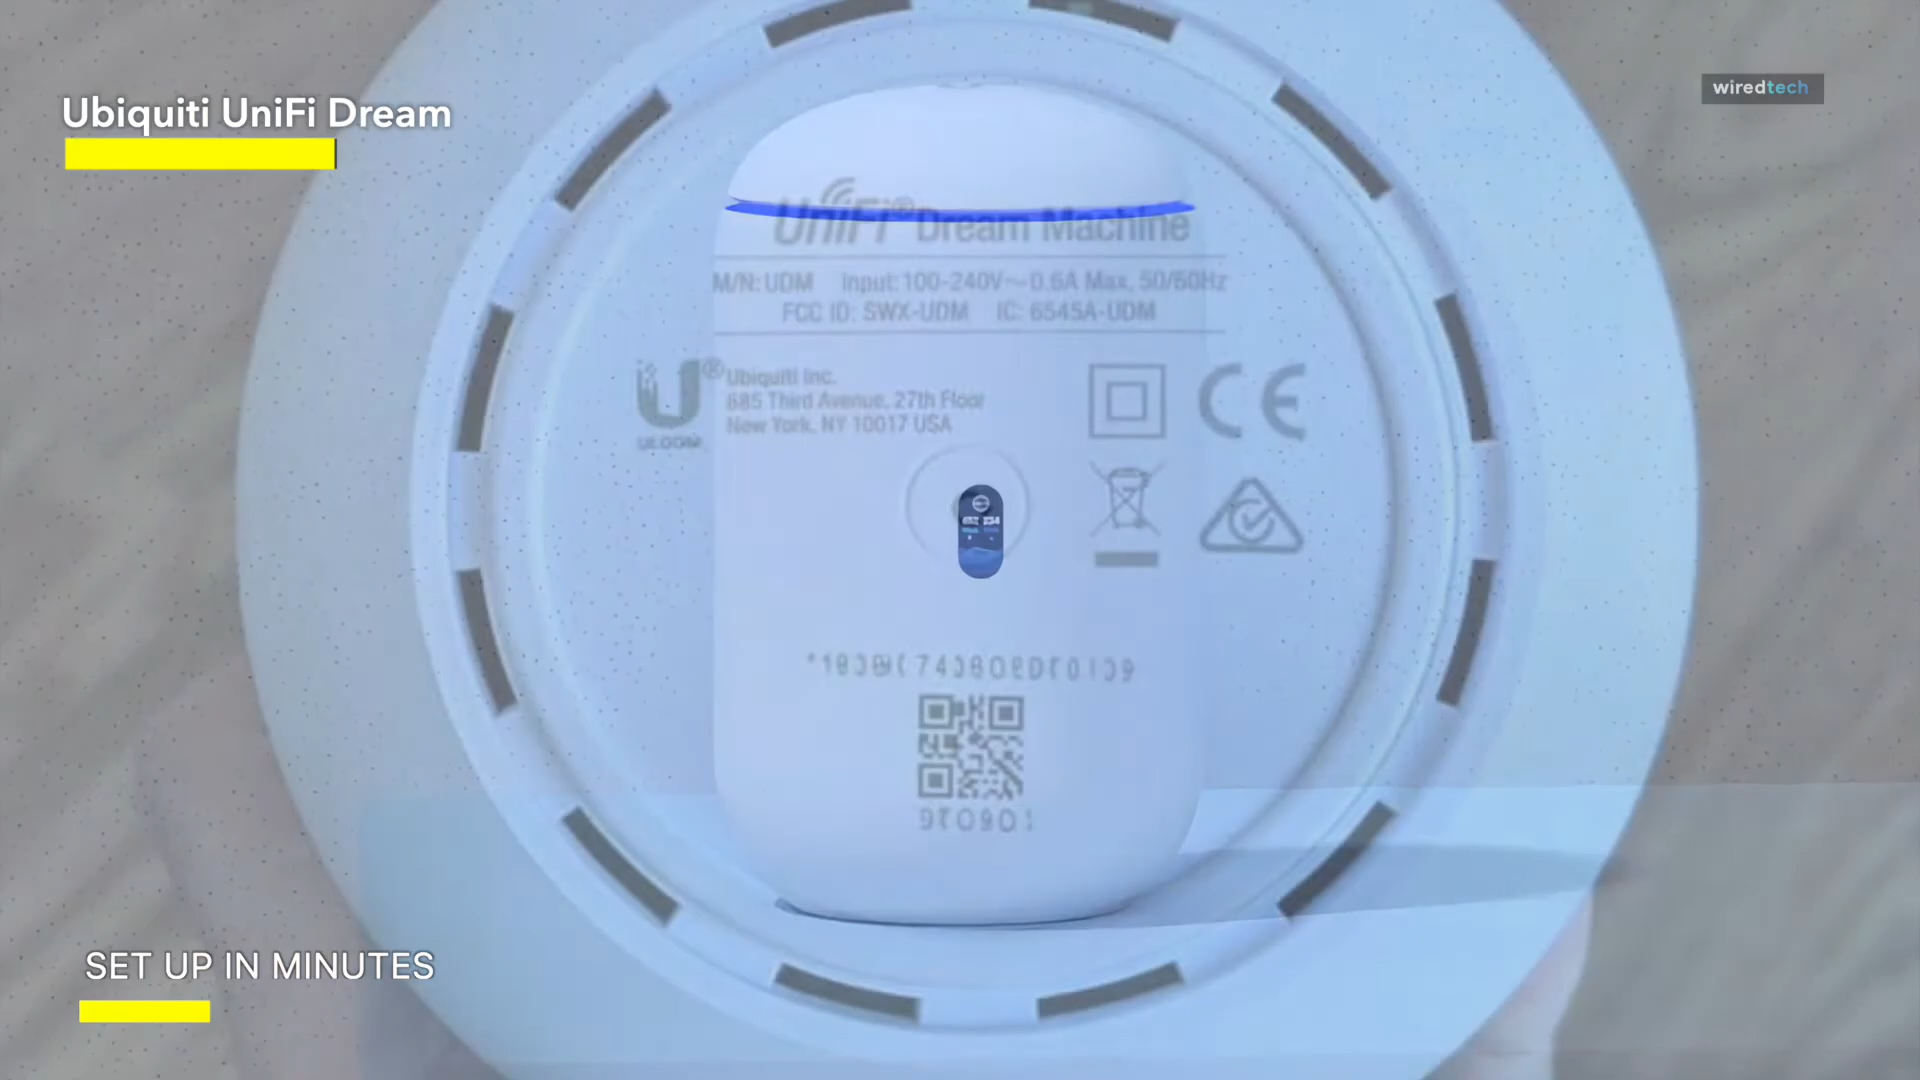 Ubiquiti UniFi Dream
wiredtech
UniFi® Dream Machine
M/N: UDM Input: 100-240V~ 0.6A Max, 50/60Hz
FCC ID: SWX-UDM IC: 6545A-UDM
U®
Ubiquiti Inc.
685 Third Avenue, 27th Floor
New York, NY 10017 USA
CE
SET UP IN MINUTES